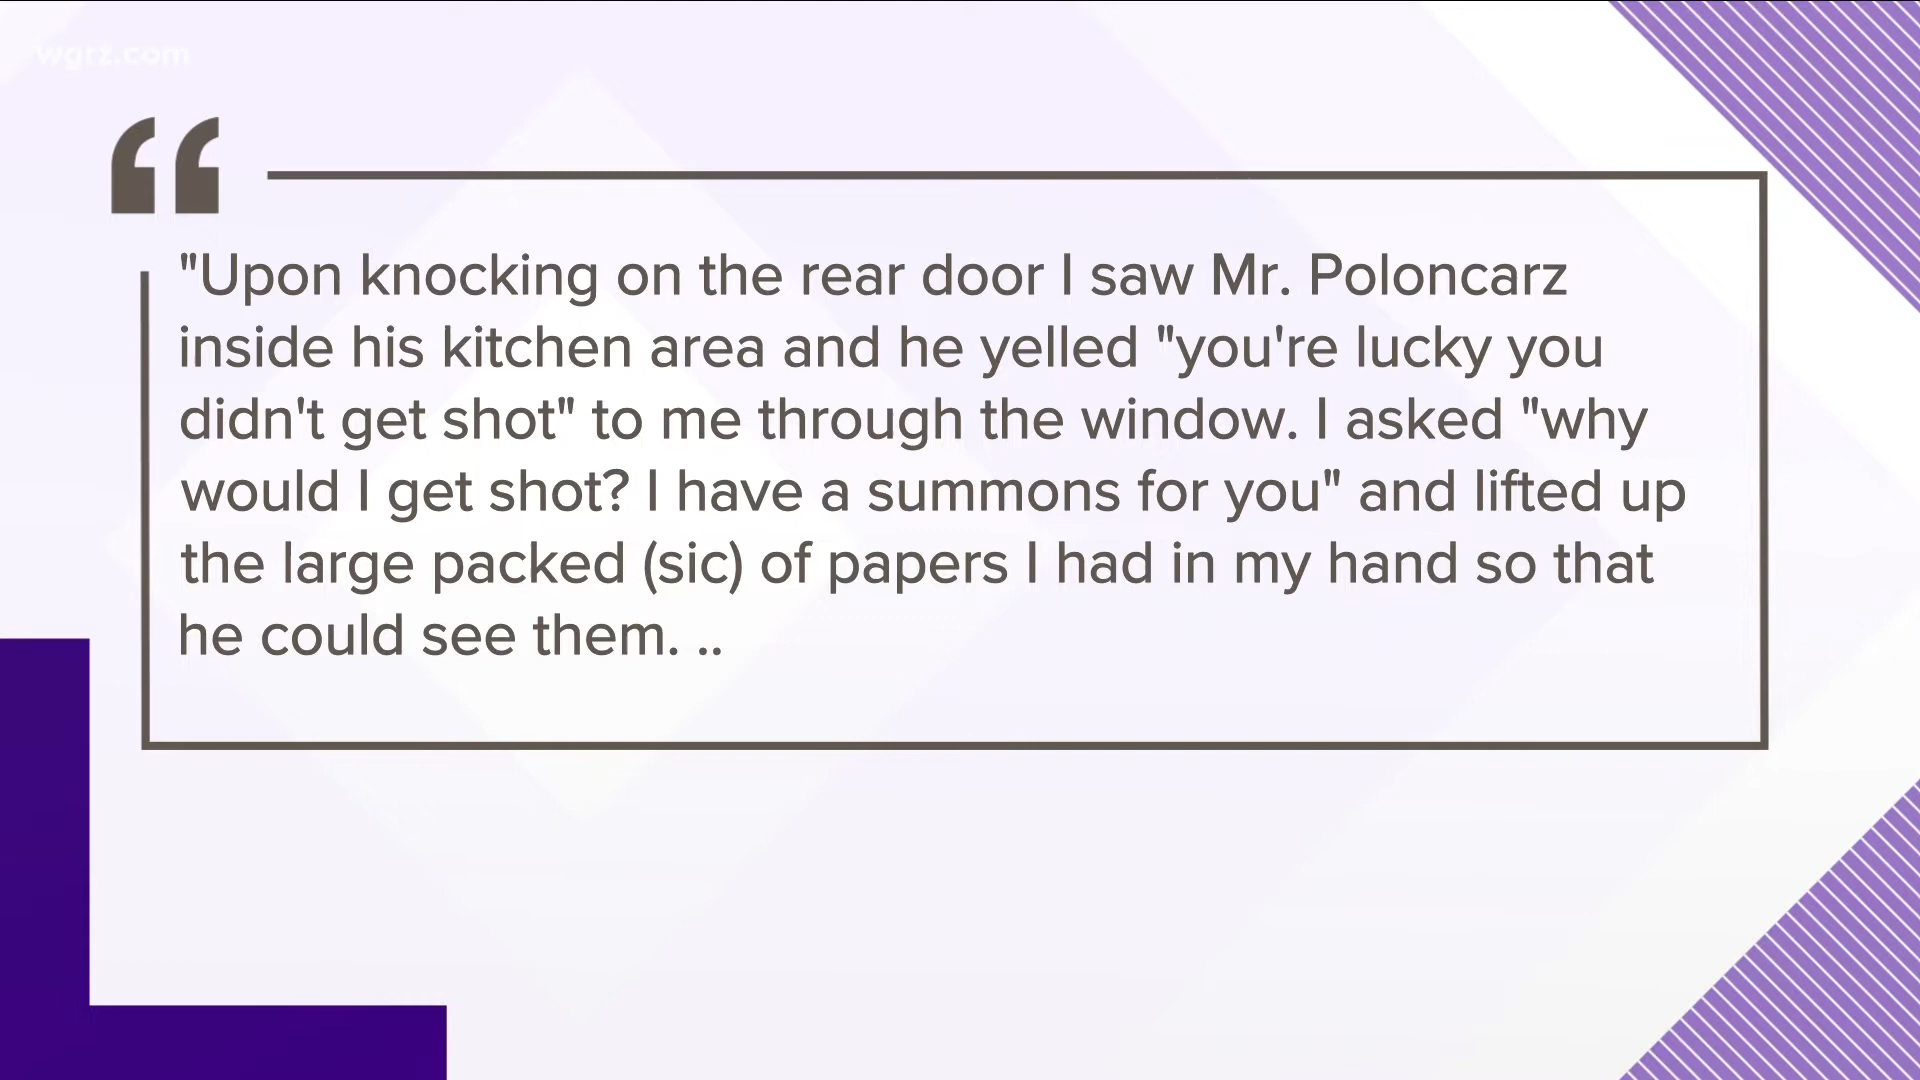 wgrz.com
"Upon knocking on the rear door I saw Mr. Poloncarz
inside his kitchen area and he yelled "you're lucky you
didn't get shot" to me through the window. I asked "why
would I get shot? I have a summons for you" and lifted up
the large packed (sic) of papers I had in my hand so that
he could see them. ..